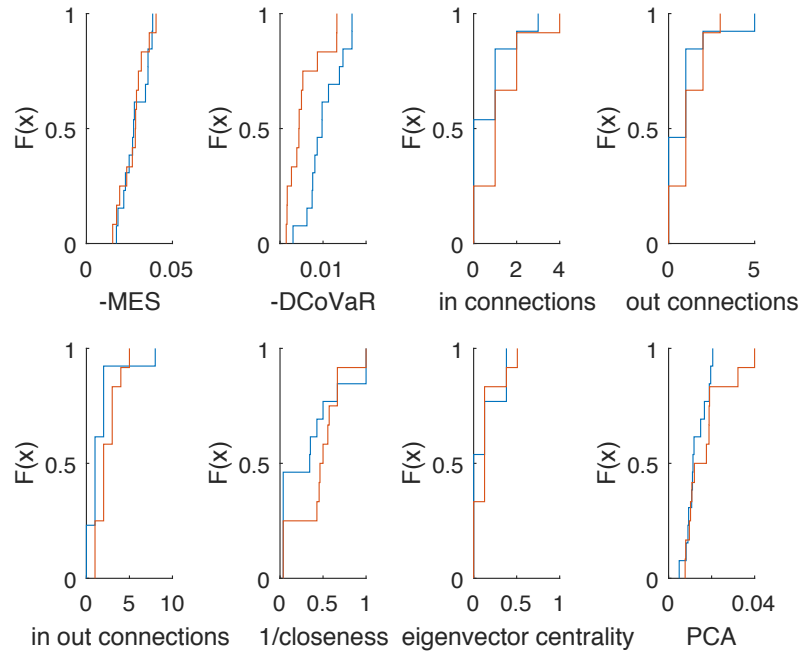 1
0.5
0
F(x)
0 0.05
-MES
1
0.5
0
F(x)
0.01
-DCoVaR
1
0.5
0
F(x)
0 2 4
in connections
1
0.5
0
F(x)
0 5
out connections
1
0.5
0
F(x)
0 5 10
in out connections
1
0.5
0
F(x)
0 0.5 1
1/closeness
1
0.5
0
F(x)
0 0.5 1
eigenvector centrality
1
0.5
0
F(x)
0 0.04
PCA